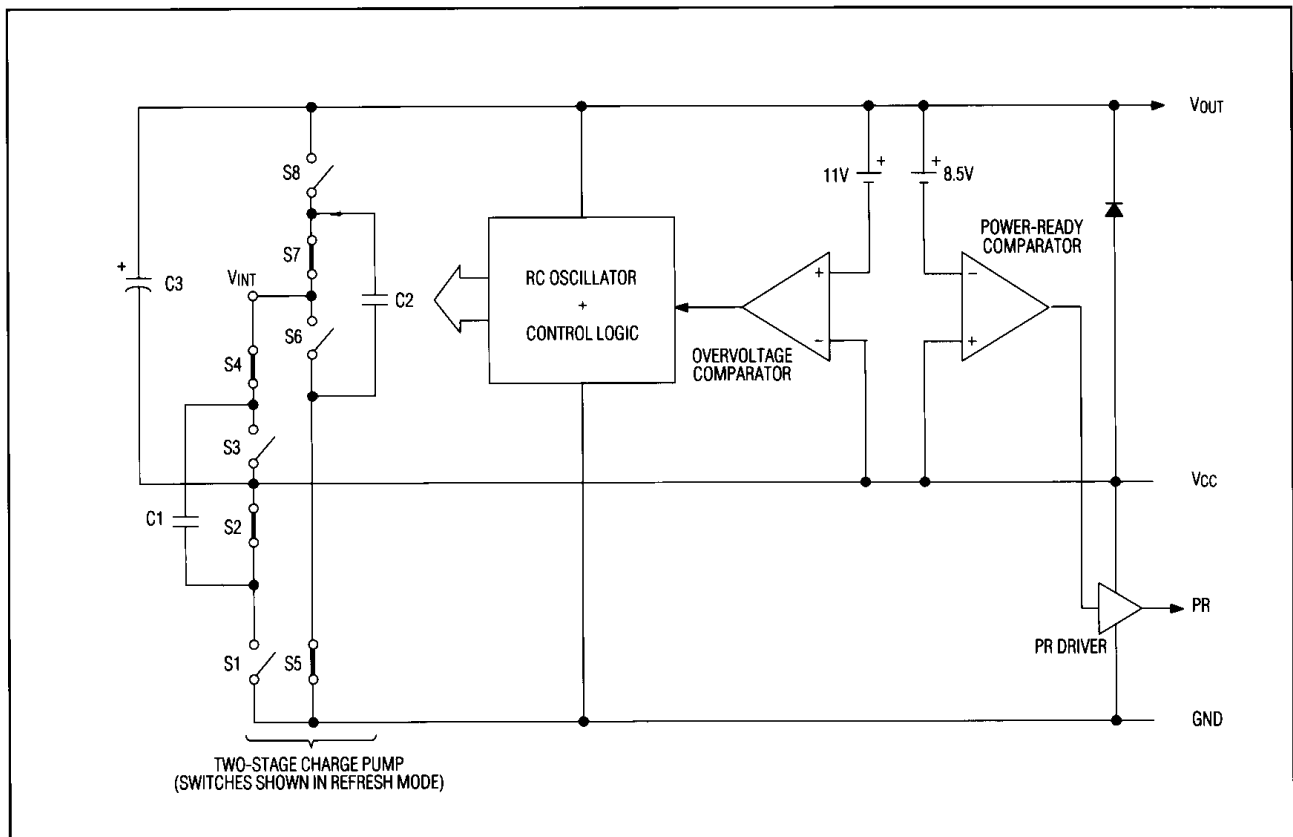 VOUT
S8
11V
+
+
8.5V
POWER-READY
COMPARATOR
S7
+
C3
VINT
C2
RC OSCILLATOR
+
CONTROL LOGIC
+
−
−
+
S6
S4
OVERVOLTAGE
COMPARATOR
S3
VCC
C1
S2
PR
PR DRIVER
S1
S5
GND
TWO-STAGE CHARGE PUMP
(SWITCHES SHOWN IN REFRESH MODE)